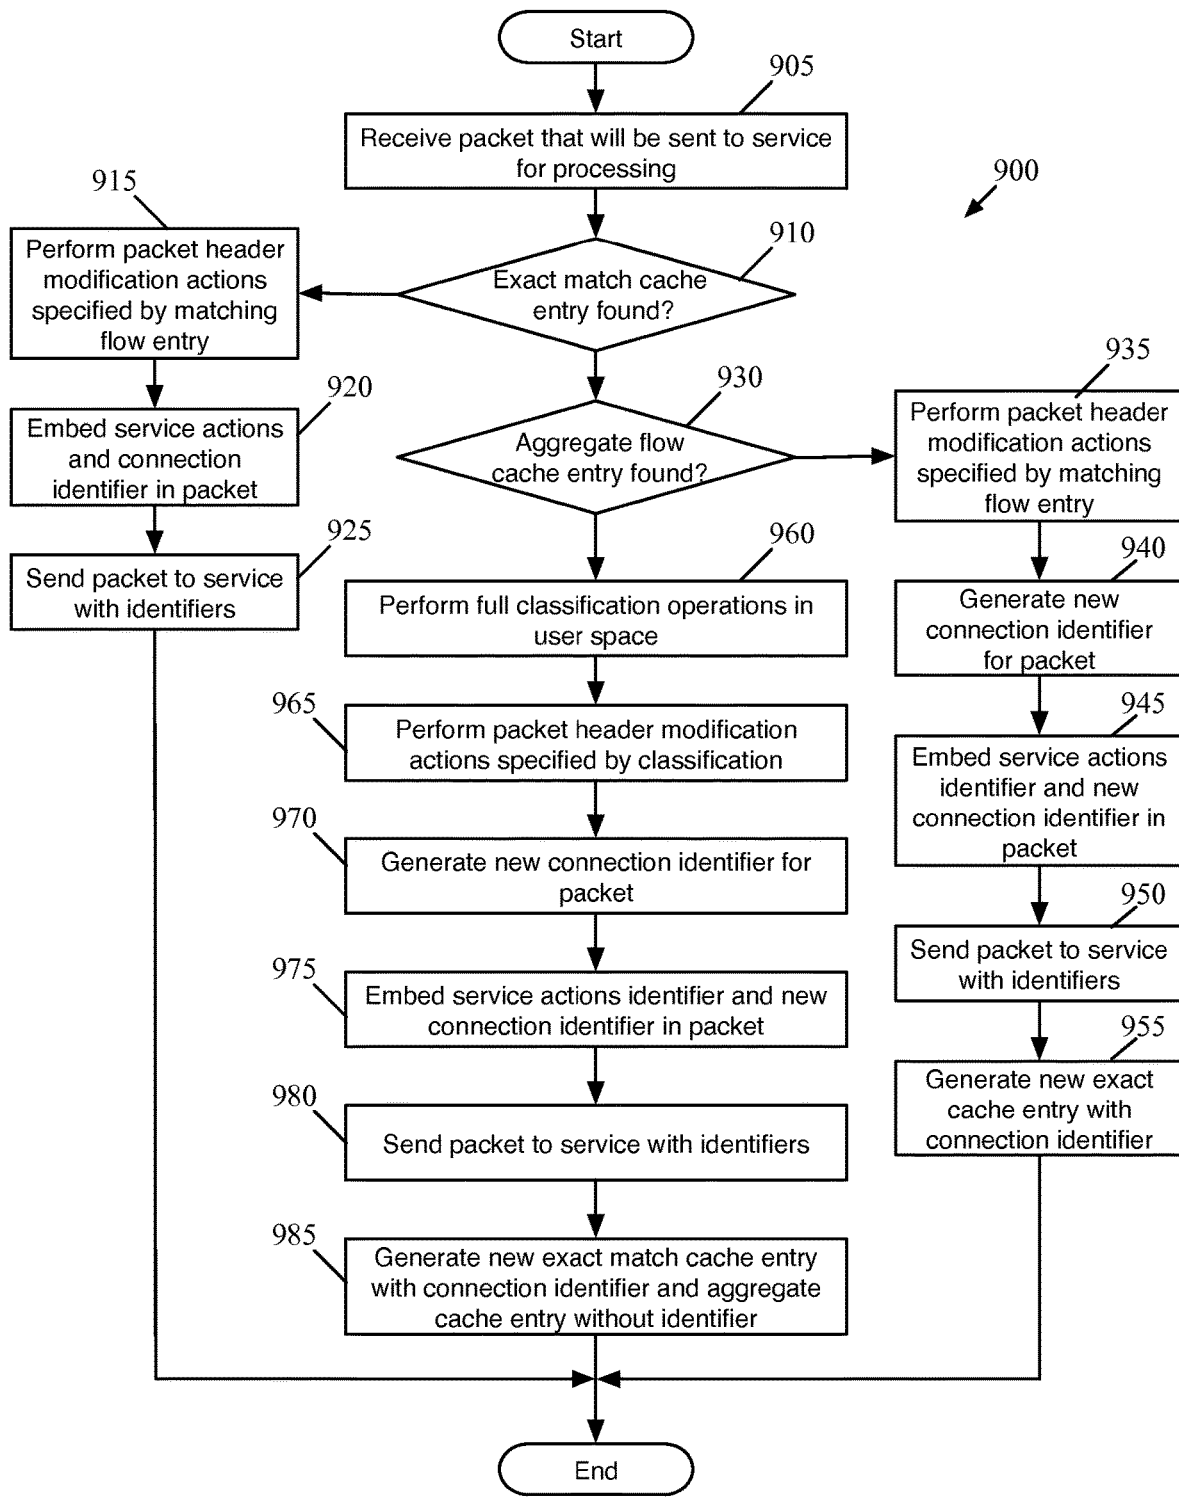 Start
905
Receive packet that will be sent to service
for processing
900
910
Exact match cache
entry found?
915
Perform packet header
modification actions
specified by matching
flow entry
920
Embed service actions
and connection
identifier in packet
925
Send packet to service
with identifiers
930
Aggregate flow
cache entry found?
935
Perform packet header
modification actions
specified by matching
flow entry
940
Generate new
connection identifier
for packet
945
Embed service actions
identifier and new
connection identifier in
packet
950
Send packet to service
with identifiers
955
Generate new exact
cache entry with
connection identifier
960
Perform full classification operations in
user space
965
Perform packet header modification
actions specified by classification
970
Generate new connection identifier for
packet
975
Embed service actions identifier and new
connection identifier in packet
980
Send packet to service with identifiers
985
Generate new exact match cache entry
with connection identifier and aggregate
cache entry without identifier
End